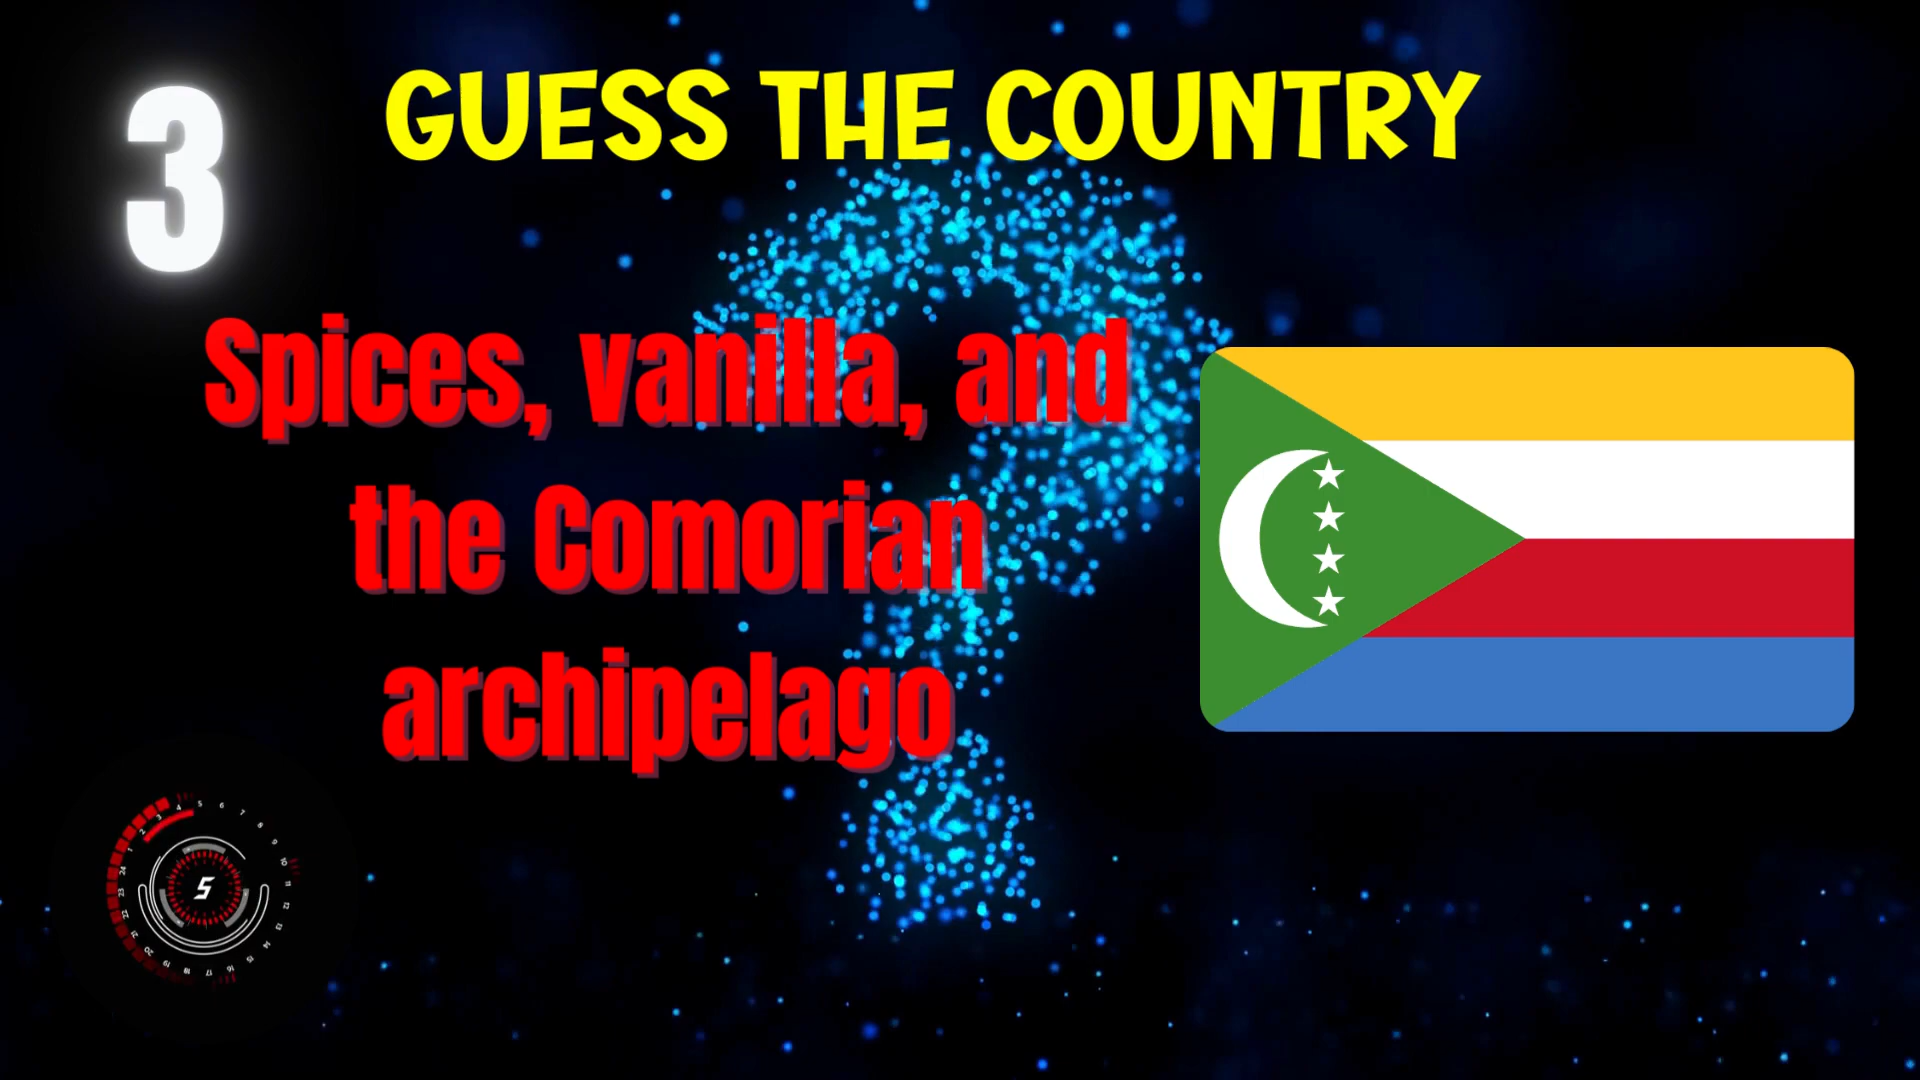 3
GUESS THE COUNTRY
Spices, vanilla, and
the Comorian
archipelago
5